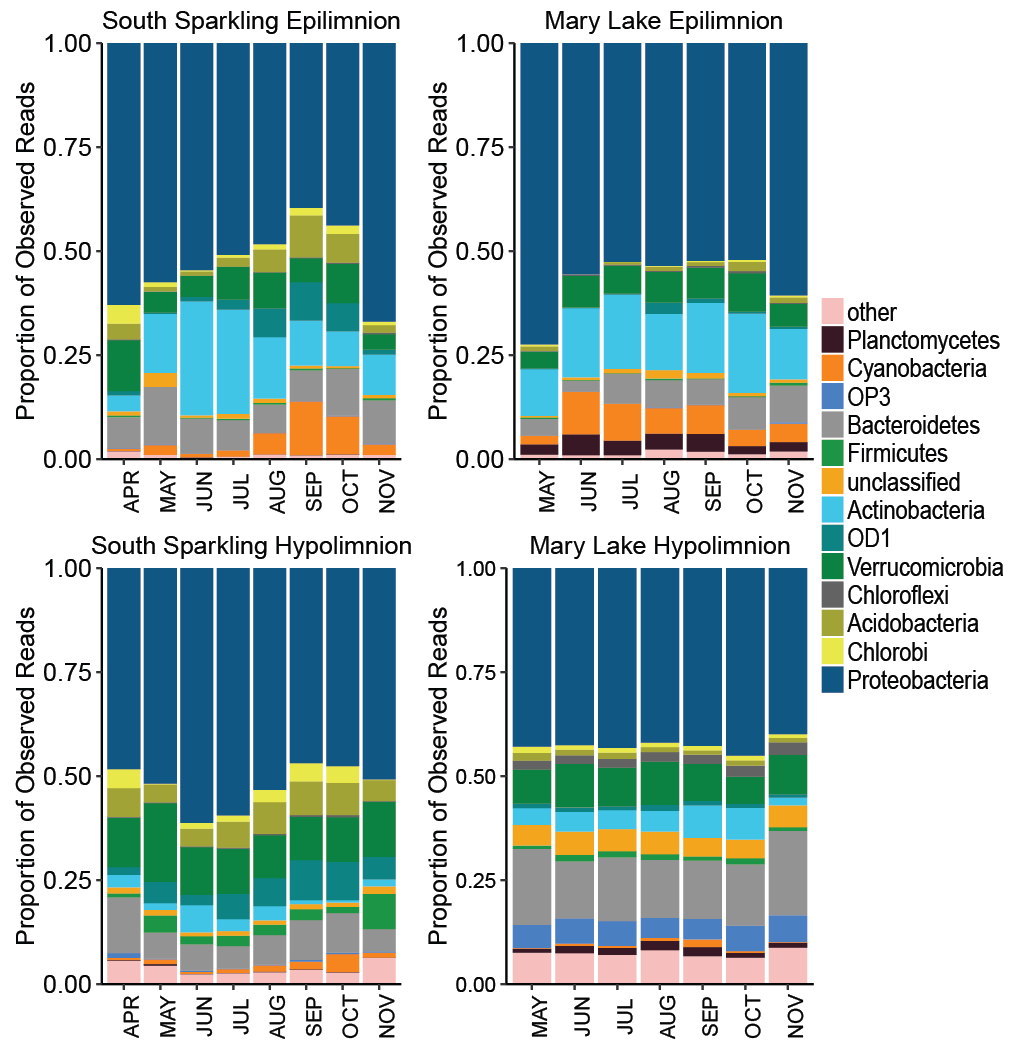 South Sparkling Epilimnion
Proportion of Observed Reads
1.00
0.75
0.50
0.25
0.00
APR
MAY
JUN
JUL
AUG
SEP
OCT
NOV
Mary Lake Epilimnion
Proportion of Observed Reads
1.00
0.75
0.50
0.25
0.00
MAY
JUN
JUL
AUG
SEP
OCT
NOV
other
Planctomycetes
Cyanobacteria
OP3
Bacteroidetes
Firmicutes
unclassified
Actinobacteria
OD1
Verrucomicrobia
Chloroflexi
Acidobacteria
Chlorobi
Proteobacteria
South Sparkling Hypolimnion
Proportion of Observed Reads
1.00
0.75
0.50
0.25
0.00
APR
MAY
JUN
JUL
AUG
SEP
OCT
NOV
Mary Lake Hypolimnion
Proportion of Observed Reads
1.00
0.75
0.50
0.25
0.00
MAY
JUN
JUL
AUG
SEP
OCT
NOV